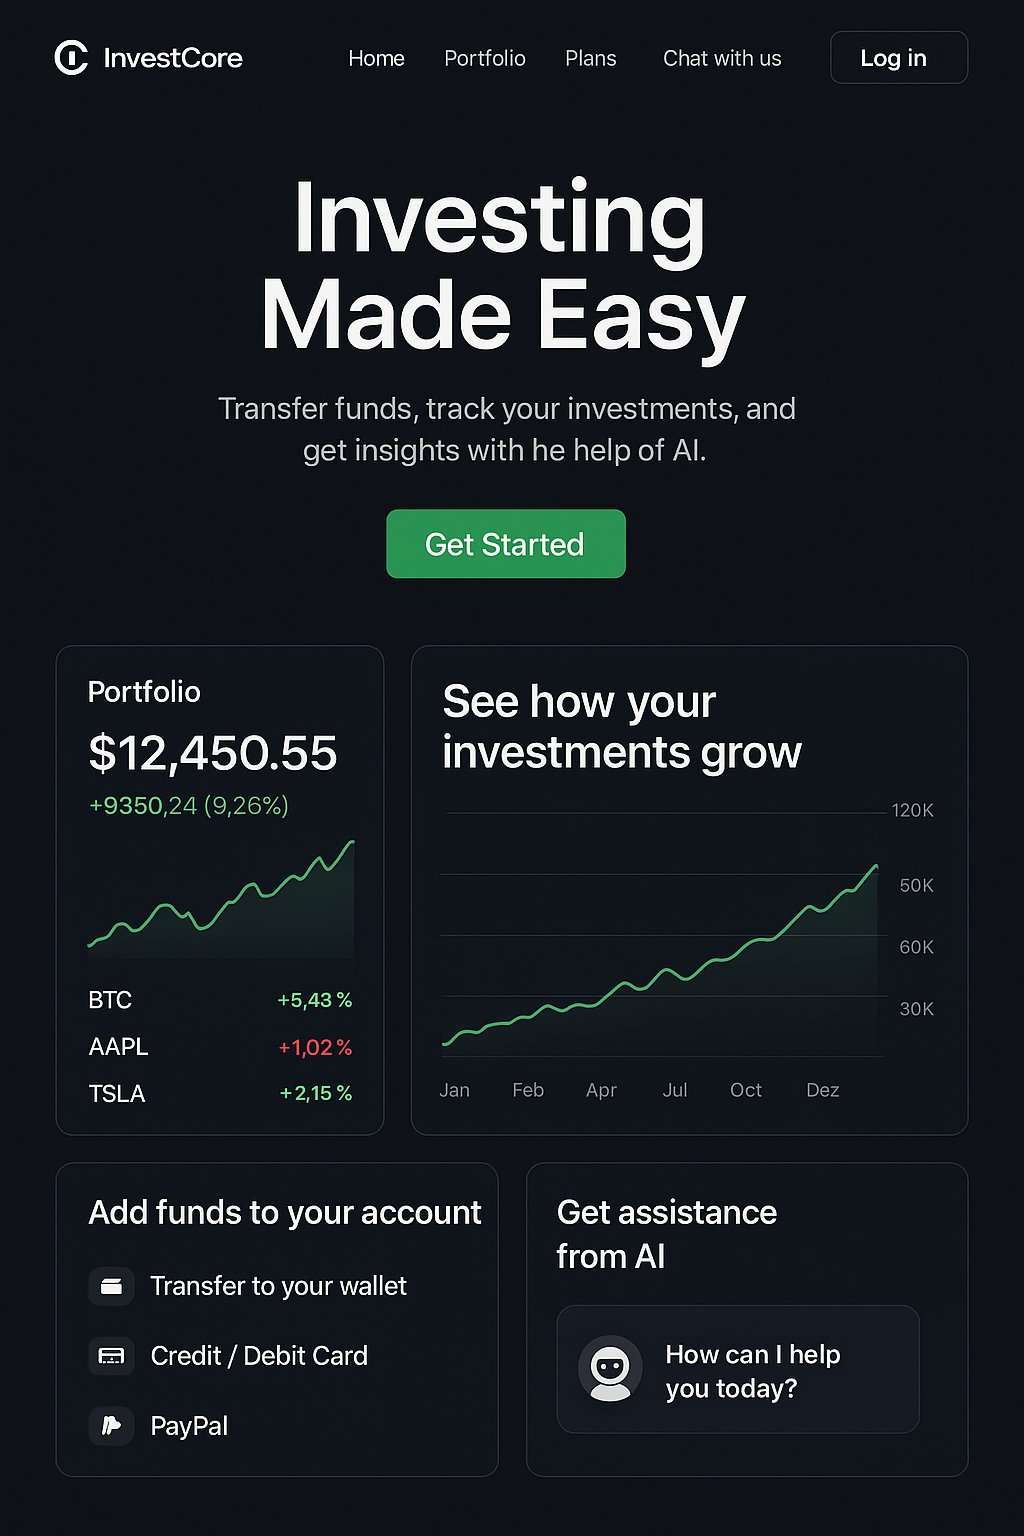 InvestCore
Home Portfolio Plans Chat with us Log in
Investing
Made Easy
Transfer funds, track your investments, and
get insights with he help of AI.
Get Started
Portfolio
$12,450.55
+9350,24 (9,26%)
BTC +5,43 %
AAPL +1,02 %
TSLA +2,15 %
See how your
investments grow
120K
50K
60K
30K
Jan Feb Apr Jul Oct Dez
Add funds to your account
Transfer to your wallet
Credit / Debit Card
PayPal
Get assistance
from AI
How can I help
you today?